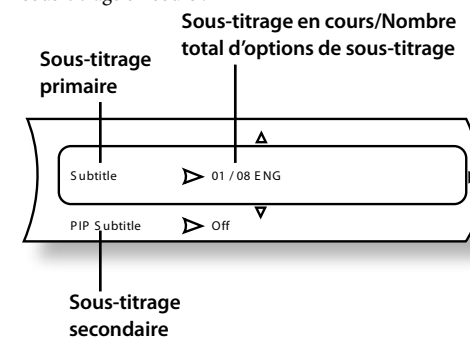 Sous-titrage en cours/Nombre
total d'options de sous-titrage
Sous-titrage
primaire
Subtitle 01 / 08 ENG
PIP Subtitle Off
Sous-titrage
secondaire